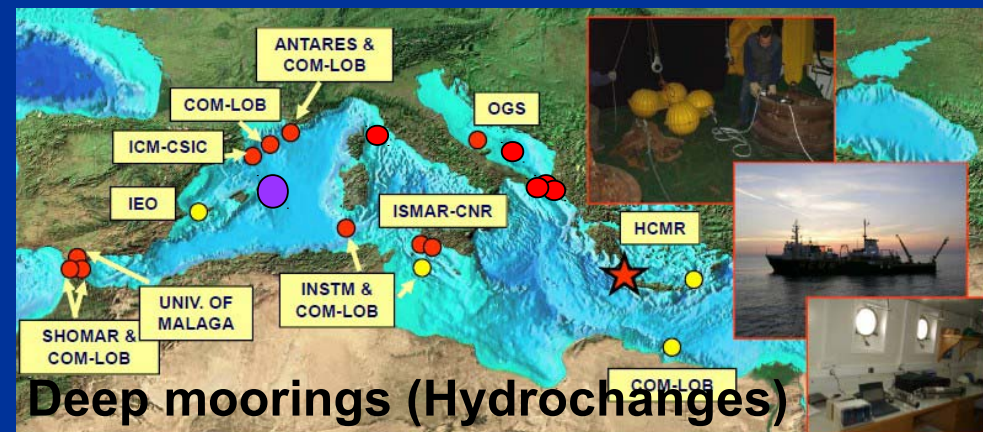 ANTARES &
COM-LOB
COM-LOB
OGS
ICM-CSIC
IEO
ISMAR-CNR
HCMR
UNIV. OF
MALAGA
INSTM &
COM-LOB
SHOMAR &
COM-LOB
COM-LOB
Deep moorings (Hydrochanges)